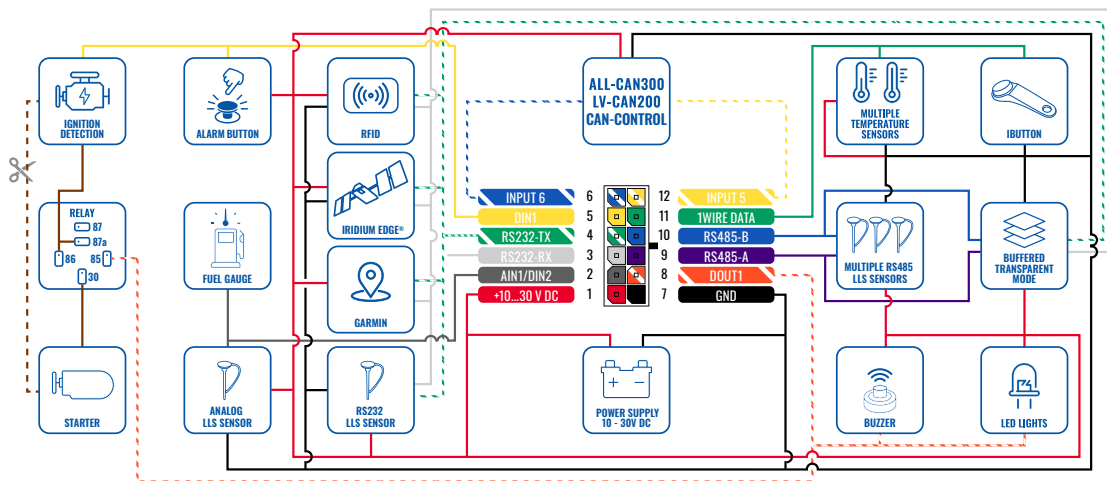 IGNITION
DETECTION
ALARM BUTTON
RFID
ALL-CAN300
LV-CAN200
CAN-CONTROL
MULTIPLE
TEMPERATURE
SENSORS
IBUTTON
RELAY
87
87a
86
85
30
FUEL GAUGE
IRIDIUM EDGE®
GARMIN
INPUT 6
6
12
INPUT 5
DIN1
5
11
1WIRE DATA
RS232-TX
4
10
RS485-B
RS232-RX
3
9
RS485-A
AIN1/DIN2
2
8
DOUT1
+10...30 V DC
1
7
GND
MULTIPLE RS485
LLS SENSORS
BUFFERED
TRANSPARENT
MODE
STARTER
ANALOG
LLS SENSOR
RS232
LLS SENSOR
POWER SUPPLY
10 - 30V DC
BUZZER
LED LIGHTS